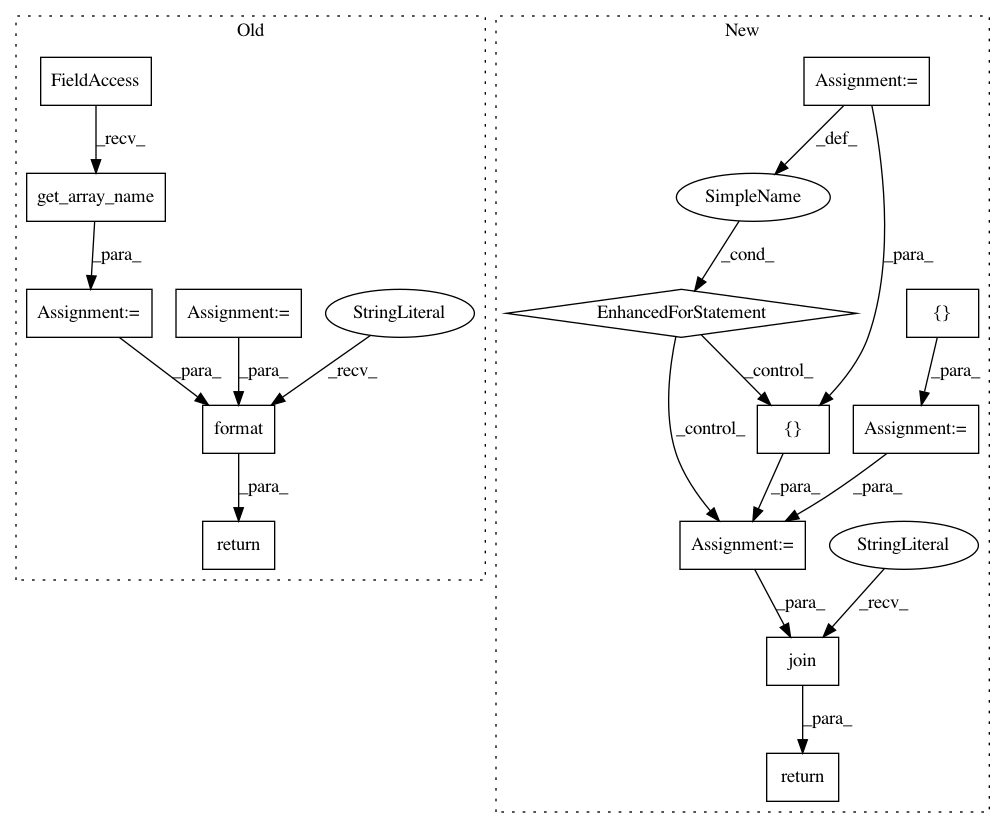 Old
New
FieldAccess
Assignment:=
_recv_
_def_
get_array_name
SimpleName
_para_
_cond_
_para_
Assignment:=
Assignment:=
StringLiteral
EnhancedForStatement
{}
_para_
_para_
_recv_
_control_
_para_
format
_control_
{}
Assignment:=
_para_
_para_
_para_
return
Assignment:=
StringLiteral
_para_
_recv_
join
_para_
return